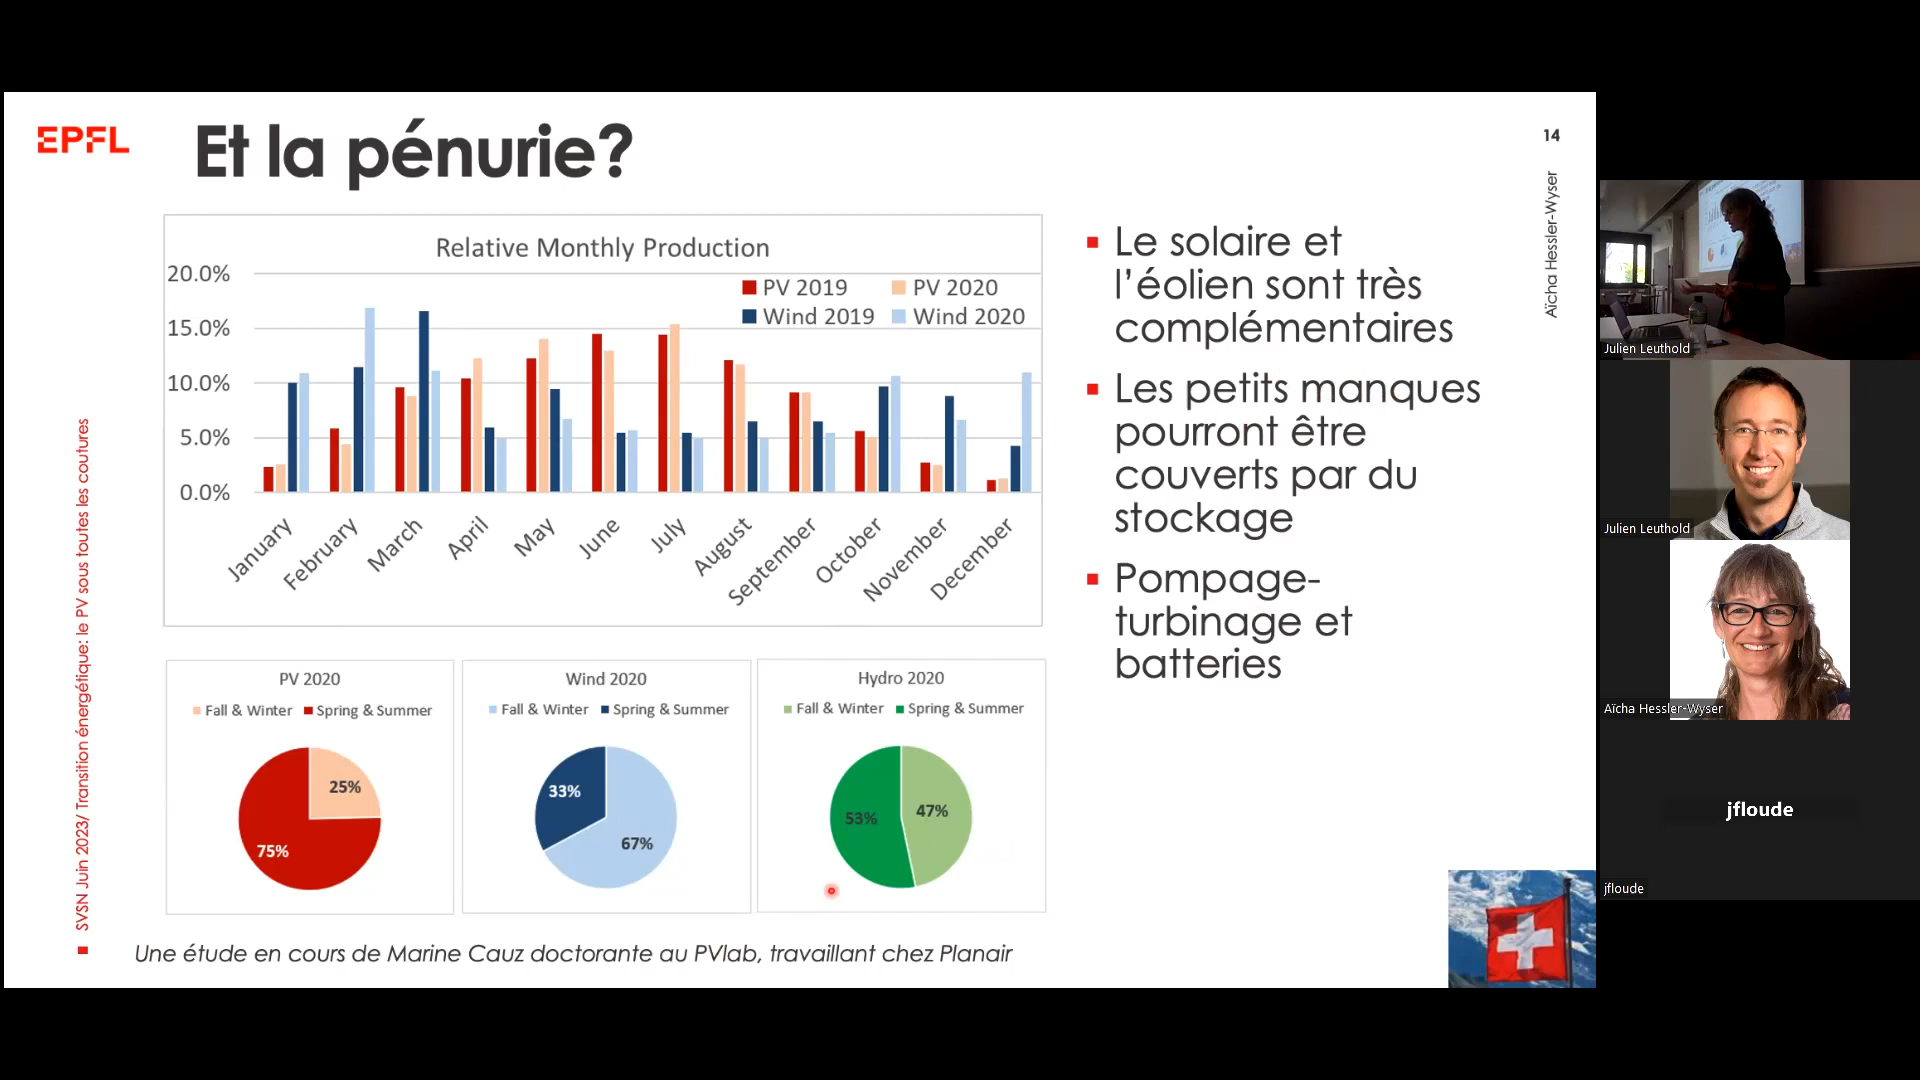 EPFL
Et la pénurie?
14
Aïcha Hessler-Wyser
SVSN Juin 2023/ Transition énergétique: le PV sous toutes les coutures
Relative Monthly Production
PV 2019
PV 2020
Wind 2019
Wind 2020
20.0%
15.0%
10.0%
5.0%
0.0%
January
February
March
April
May
June
July
August
September
October
November
December
PV 2020
Fall & Winter
Spring & Summer
25%
75%
Wind 2020
Fall & Winter
Spring & Summer
33%
67%
Hydro 2020
Fall & Winter
Spring & Summer
53%
47%
Une étude en cours de Marine Cauz doctorante au PVlab, travaillant chez Planair
Le solaire et
l’éolien sont très
complémentaires
Les petits manques
pourront être
couverts par du
stockage
Pompage-
turbinage et
batteries
Julien Leuthold
Julien Leuthold
Aïcha Hessler-Wyser
jfloude
jfloude